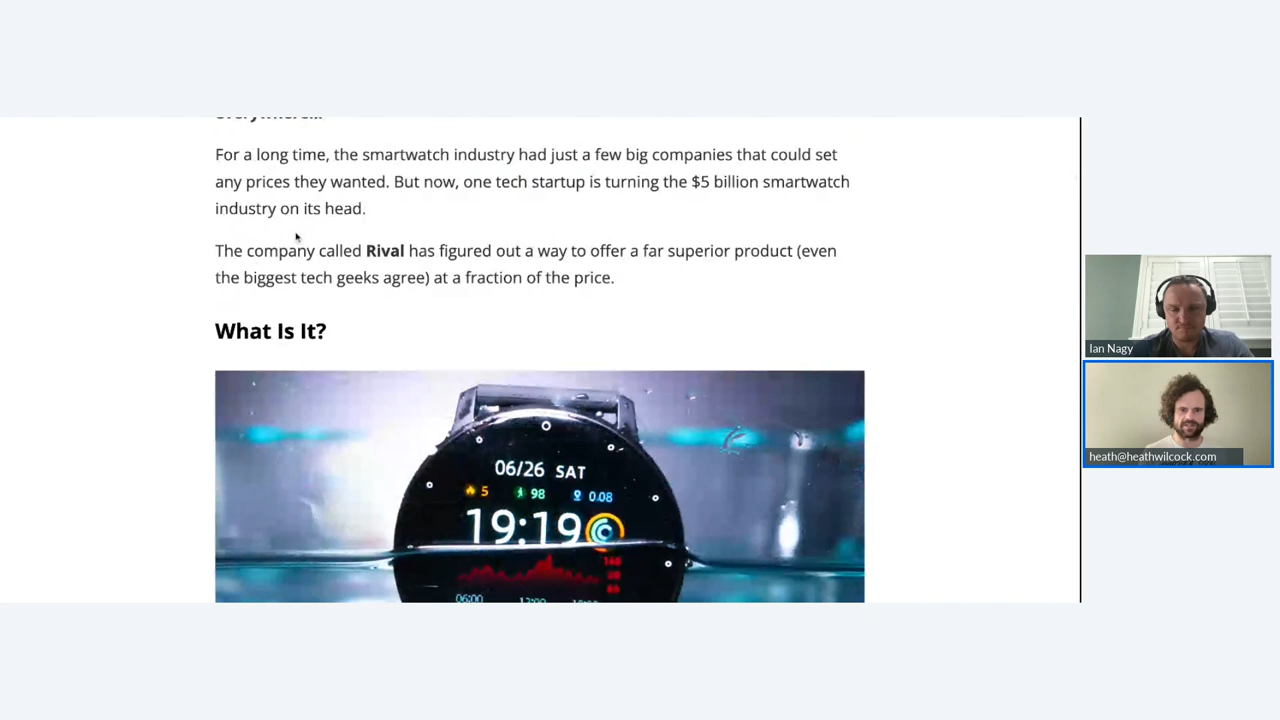 For a long time, the smartwatch industry had just a few big companies that could set
any prices they wanted. But now, one tech startup is turning the $5 billion smartwatch
industry on its head.
The company called Rival has figured out a way to offer a far superior product (even
the biggest tech geeks agree) at a fraction of the price.
What Is It?
06/26 SAT
5 98 0.08
19:19
06:00
Ian Nagy
heath@heathwilcock.com